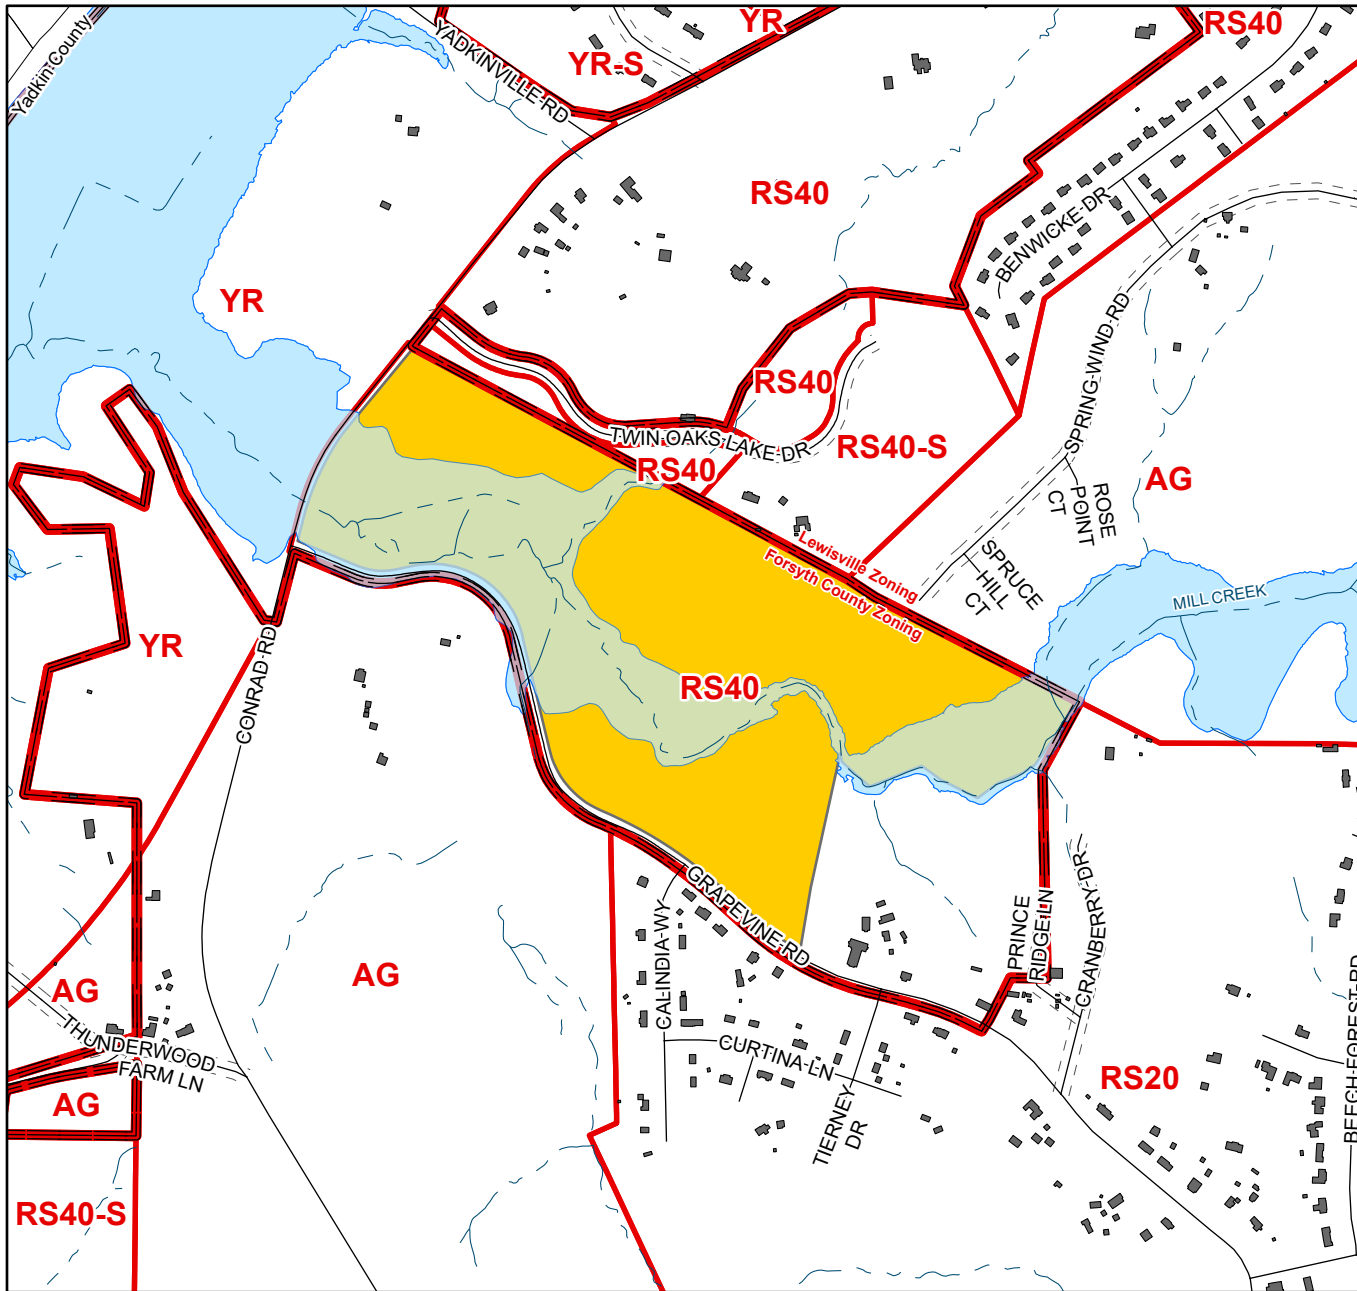 Yadkin County
YADKINVILLE RD
YR-S
YR
RS40
RS40
BENWICKE DR
YR
SPRING WIND RD
RS40
TWIN OAKS LAKE DR
RS40
RS40-S
AG
ROSE
POINT
CT
SPRUCE
HILL
CT
Lewisville Zoning
Forsyth County Zoning
MILL CREEK
YR
CONRAD RD
RS40
GRAPEVINE RD
CALINDIA WY
PRINCE
RIDGE LN
CRANBERRY DR
AG
AG
THUNDERWOOD
FARM LN
AG
CURTINA LN
TIERNEY
DR
RS20
BEECH FOREST RD
RS40-S